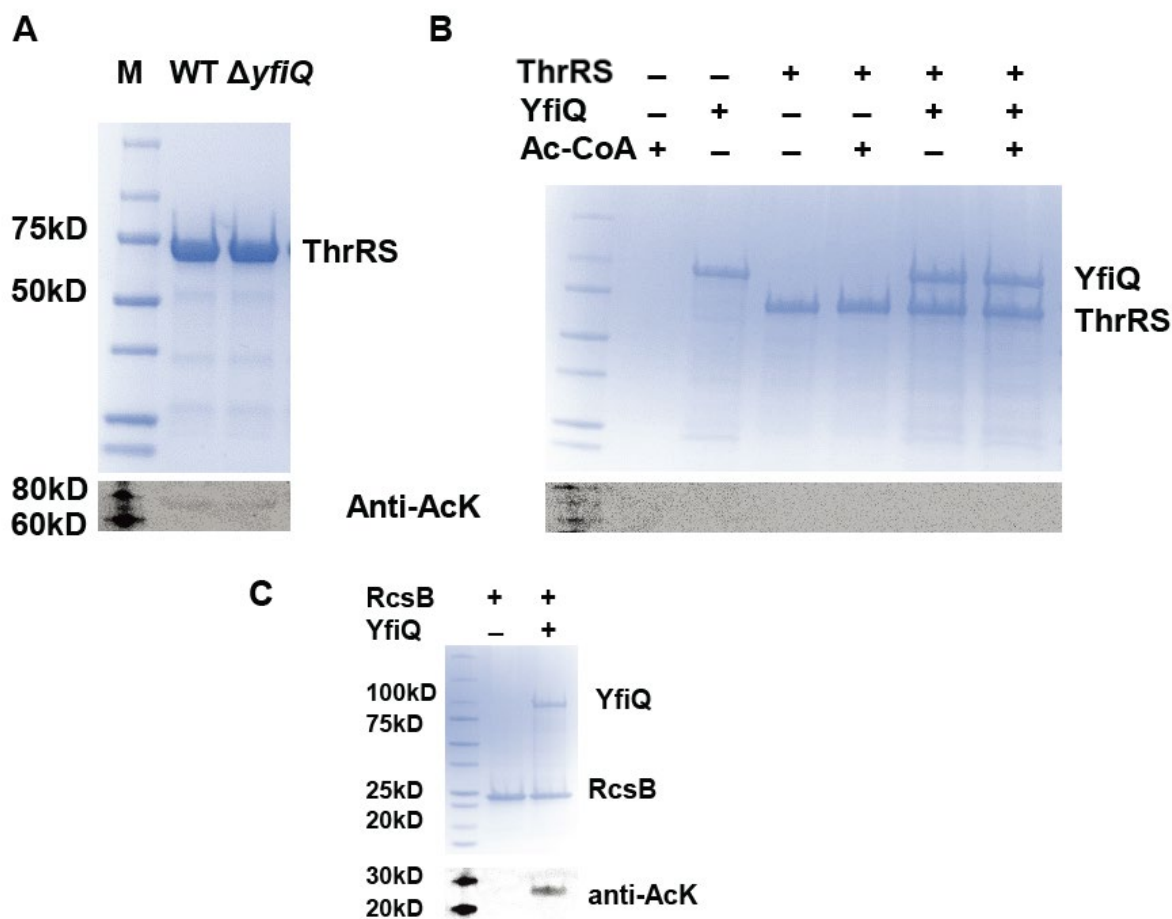 A
M WT ΔyfiQ
75kD
50kD
ThrRS
80kD
60kD
Anti-AcK
B
ThrRS – – + + + +
YfiQ – + – – + +
Ac-CoA + – – + – +
YfiQ
ThrRS
C
RcsB + +
YfiQ – +
100kD
75kD
YfiQ
25kD
20kD
RcsB
30kD
20kD
anti-AcK